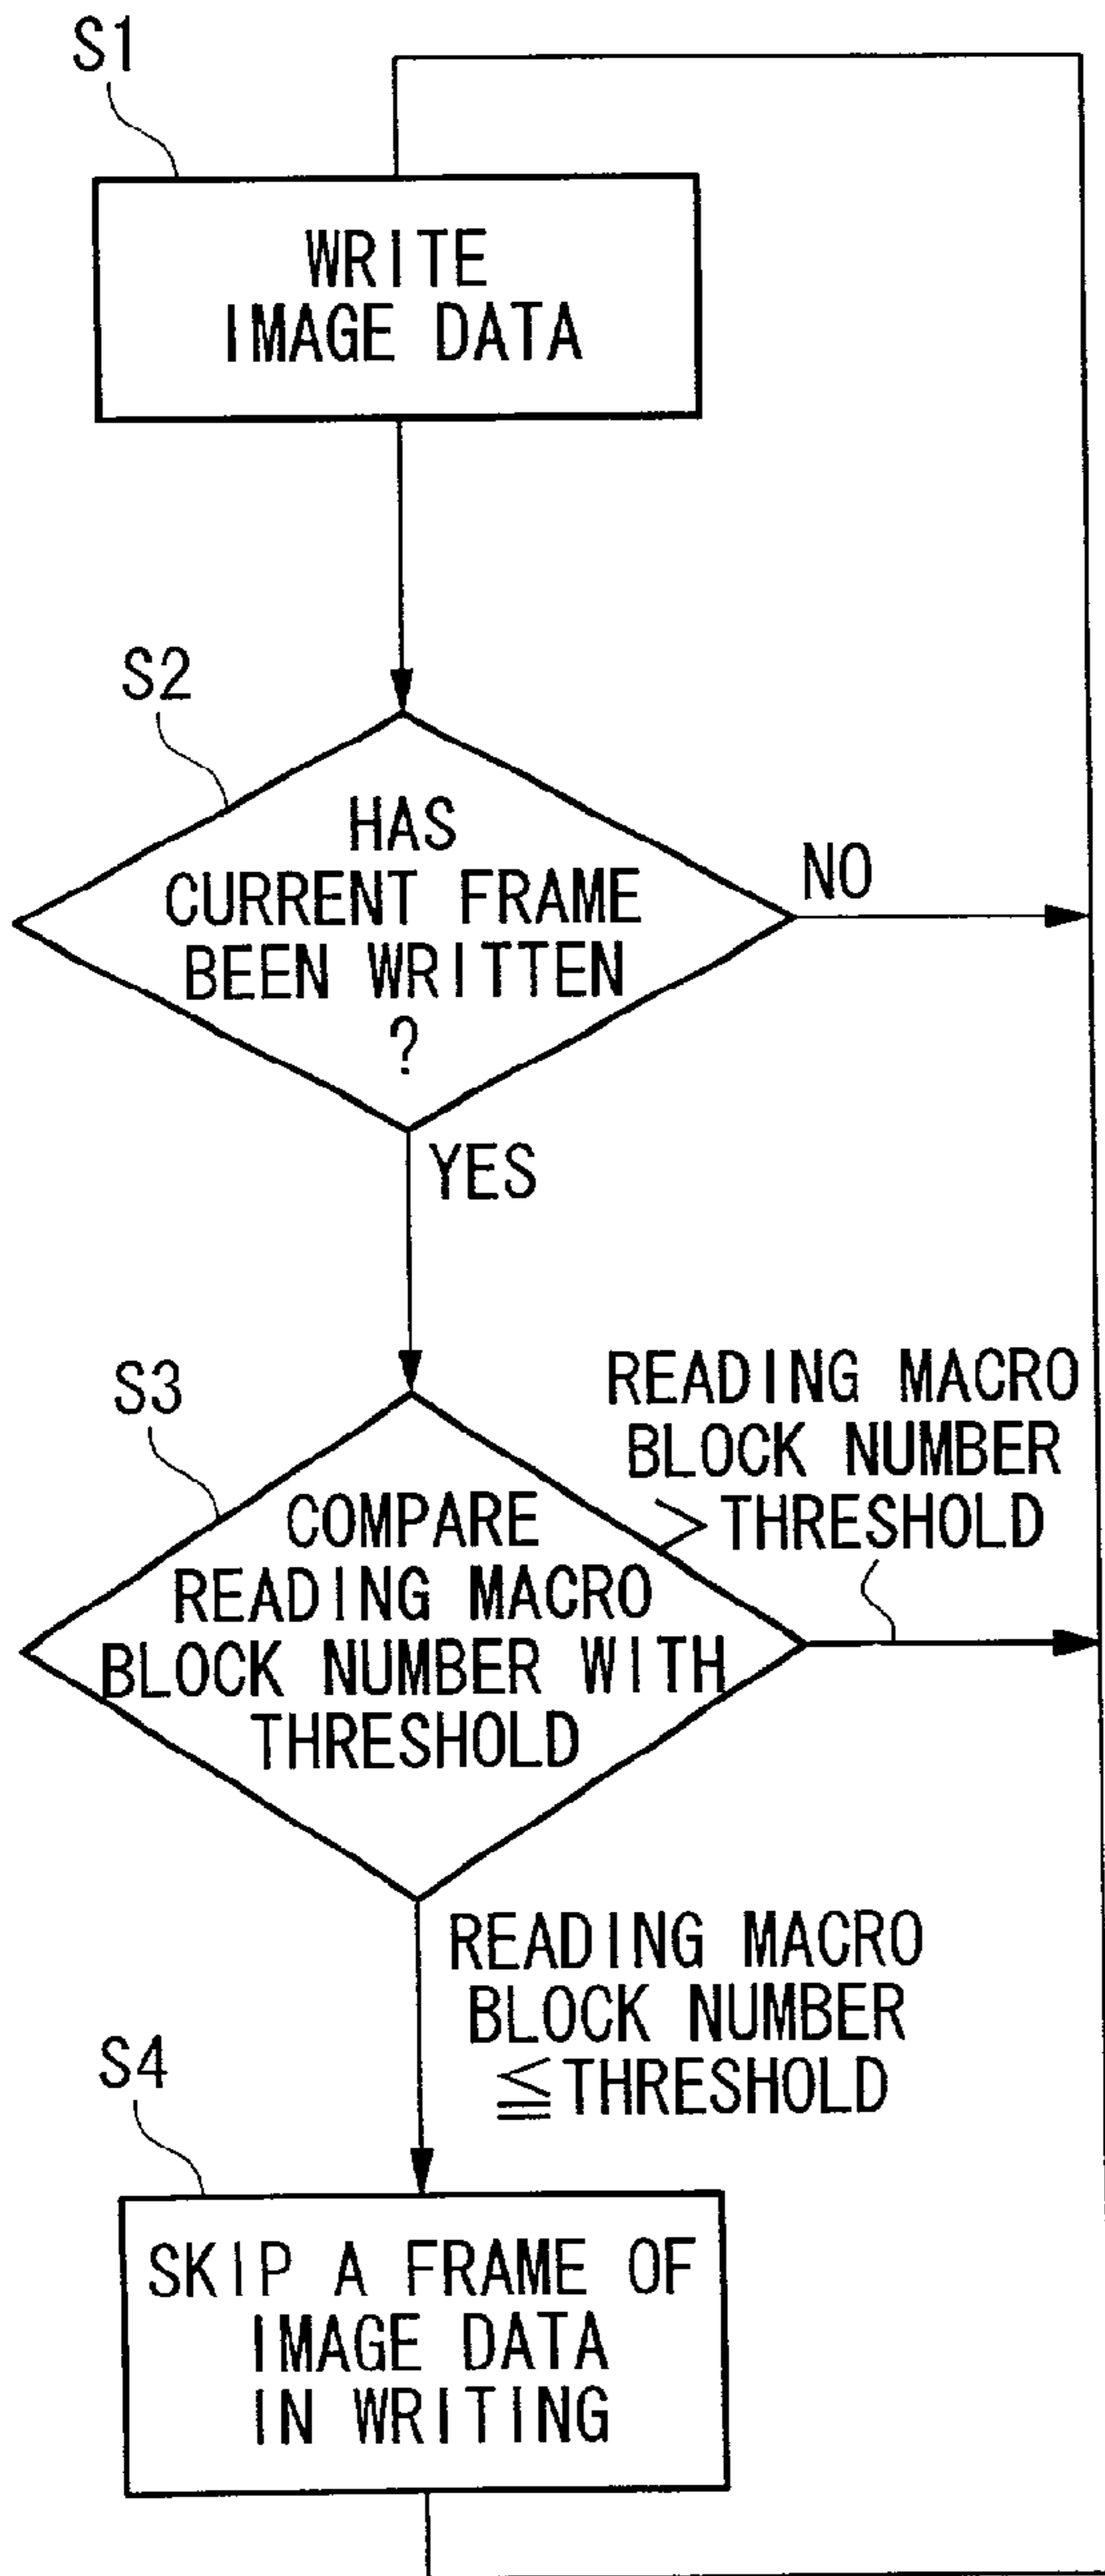 S1
WRITE
IMAGE DATA
S2
HAS
CURRENT FRAME
BEEN WRITTEN
?
NO
YES
S3
COMPARE
READING MACRO
BLOCK NUMBER WITH
THRESHOLD
READING MACRO
BLOCK NUMBER
> THRESHOLD
READING MACRO
BLOCK NUMBER
≦ THRESHOLD
S4
SKIP A FRAME OF
IMAGE DATA
IN WRITING